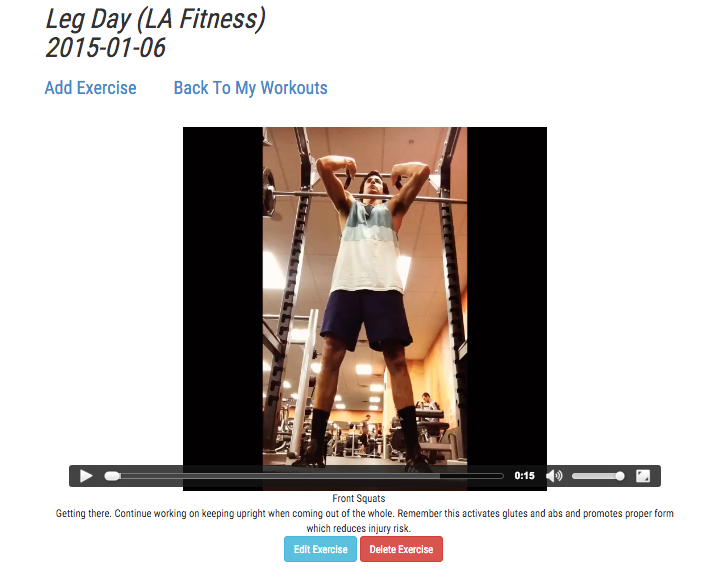 Leg Day (LA Fitness)
2015-01-06
Add Exercise Back To My Workouts
0:15
Front Squats
Getting there. Continue working on keeping upright when coming out of the whole. Remember this activates glutes and abs and promotes proper form
which reduces injury risk.
Edit Exercise Delete Exercise